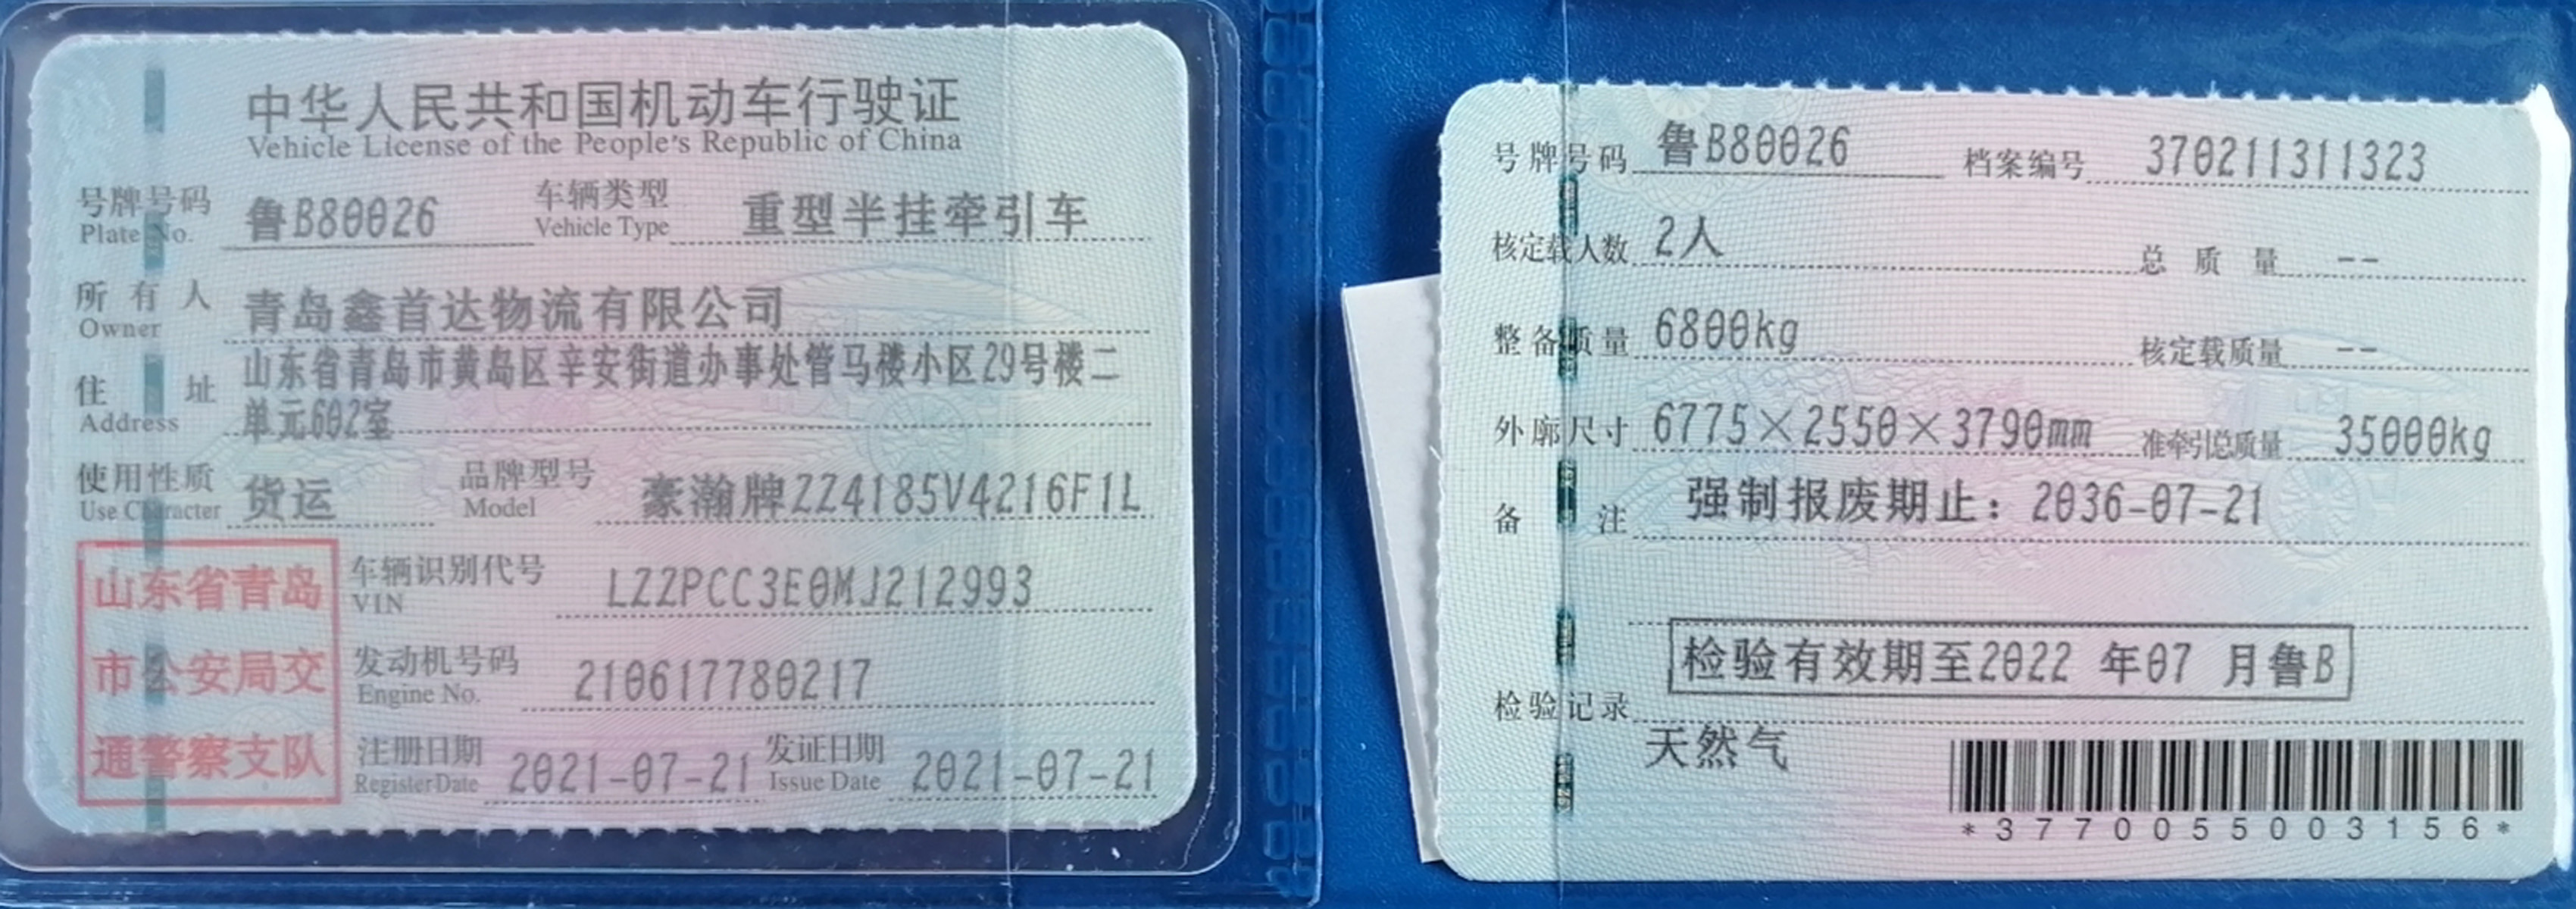 中华人民共和国机动车行驶证
Vehicle License of the People's Republic of China
号牌号码 鲁B80026 车辆类型 重型半挂牵引车
Plate No. Vehicle Type
所有人 青岛鑫首达物流有限公司
Owner
住址 山东省青岛市黄岛区辛安街道办事处管马楼小区29号楼二
Address 单元602室
使用性质 货运 品牌型号 豪瀚牌ZZ4185V4216F1L
Use Character Model
车辆识别代号 LZZPCC3E0MJ212993
VIN
发动机号码 210617780217
Engine No.
注册日期 2021-07-21 发证日期 2021-07-21
Register Date Issue Date
山东省青岛
市公安局交
通警察支队
号牌号码 鲁B80026 档案编号 370211311323
核定载人数 2人 总质量 --
整备质量 6800kg 核定载质量 --
外廓尺寸 6775×2550×3790mm 准牵引总质量 35000kg
备注 强制报废期止：2036-07-21
检验有效期至2022 年07 月鲁B
检验记录
天然气
*3770055003156*